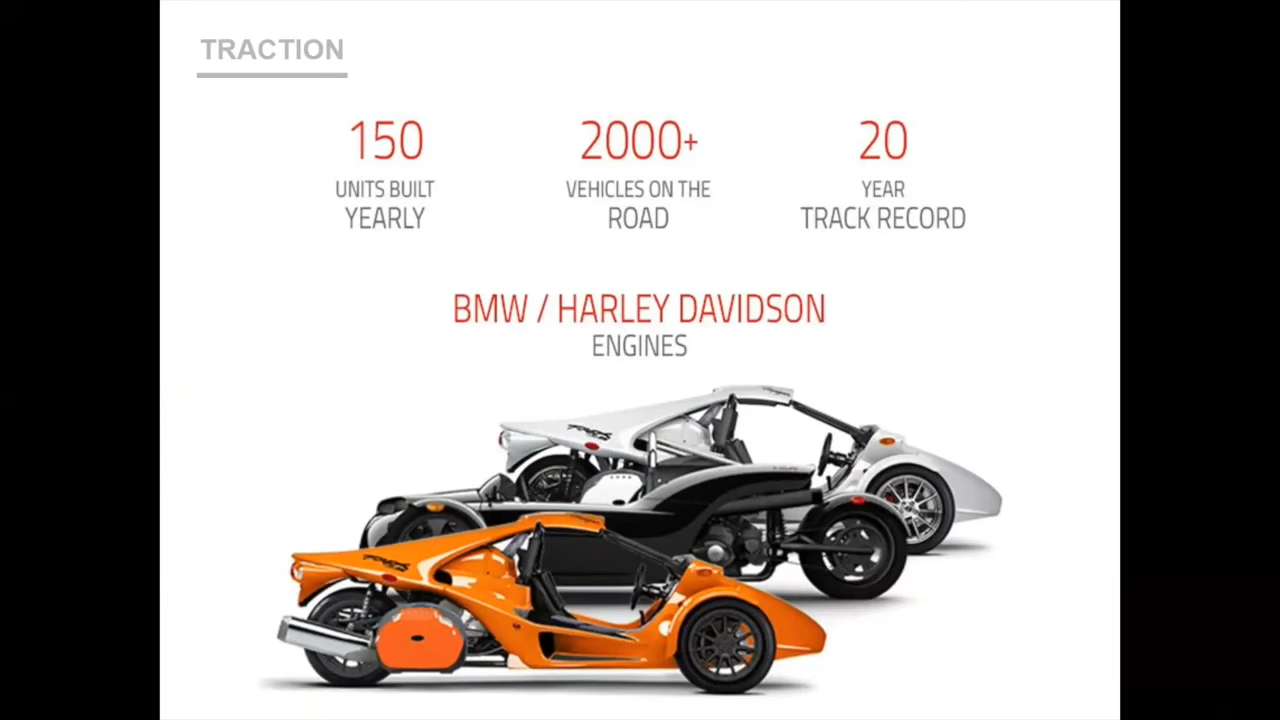 TRACTION
150
UNITS BUILT
YEARLY
2000+
VEHICLES ON THE
ROAD
20
YEAR
TRACK RECORD
BMW / HARLEY DAVIDSON
ENGINES